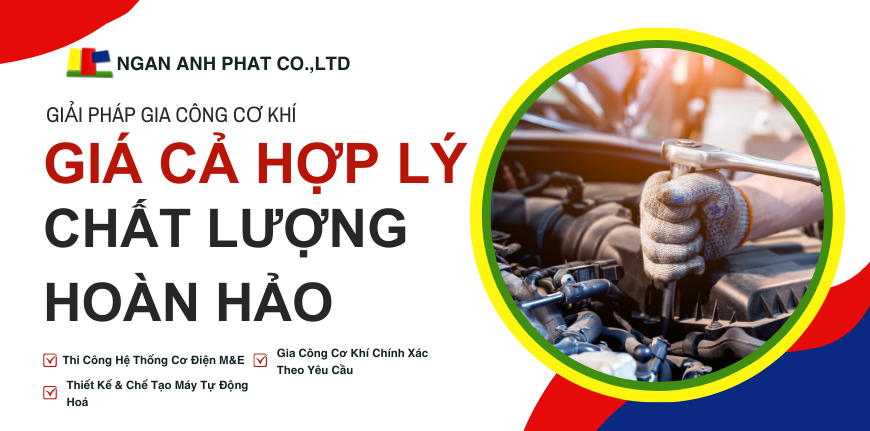 NGAN ANH PHAT CO.,LTD
GIẢI PHÁP GIA CÔNG CƠ KHÍ
GIÁ CẢ HỢP LÝ
CHẤT LƯỢNG
HOÀN HẢO
Thi Công Hệ Thống Cơ Điện M&E
Gia Công Cơ Khí Chính Xác
Theo Yêu Cầu
Thiết Kế & Chế Tạo Máy Tự Động
Hoá